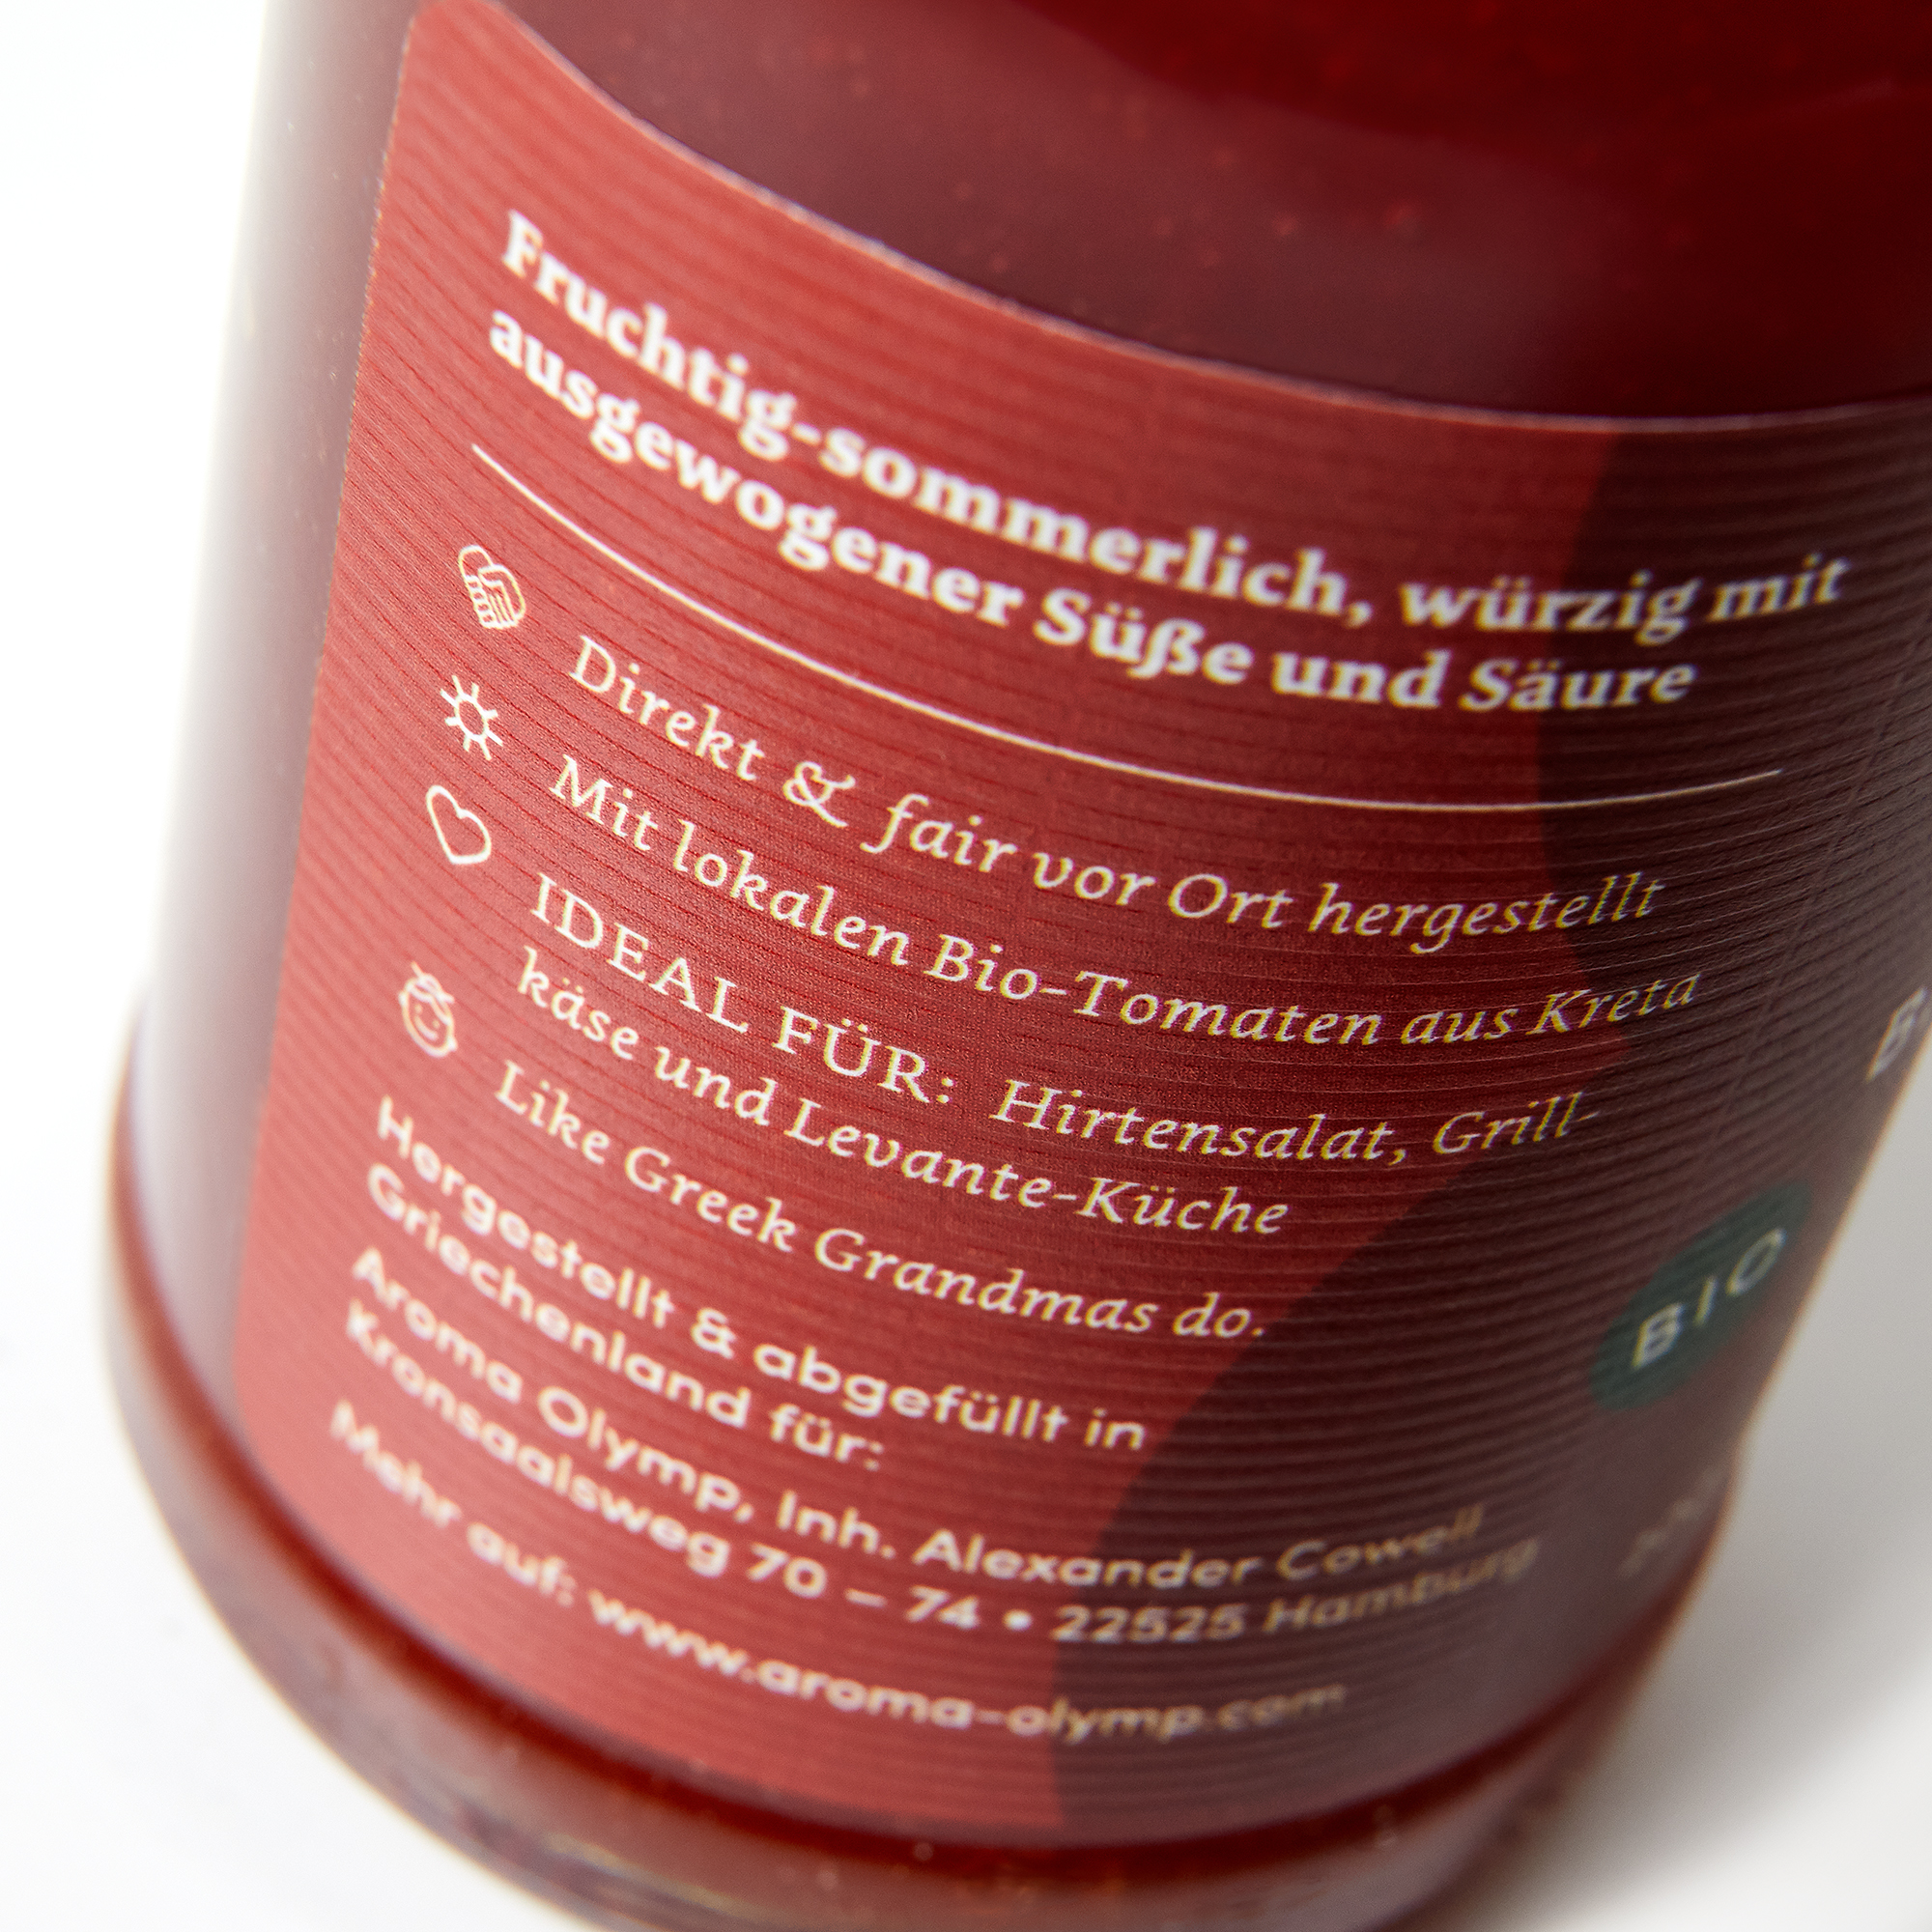 Fruchtig-sommerlich, würzig mit
ausgewogener Süße und Säure
Direkt & fair vor Ort hergestellt
Mit lokalen Bio-Tomaten aus Kreta
IDEAL FÜR: Hirtensalat, Grill-
käse und Levante-Küche
Like Greek Grandmas do.
Hergestellt & abgefüllt in
Griechenland für:
Aroma Olymp, Inh. Alexander Cowell
Kronsaalsweg 70 – 74 • 22525 Hamburg
Mehr auf: www.aroma-olymp.com
BIO